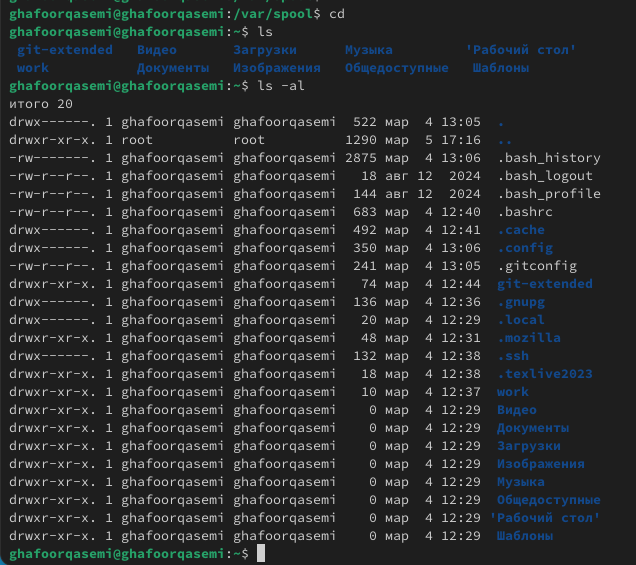 ghafoorqasemi@ghafoorqasemi:/var/spool$ cd
ghafoorqasemi@ghafoorqasemi:~$ ls
git-extended Видео Загрузки Музыка 'Рабочий стол'
work Документы Изображения Общедоступные Шаблоны
ghafoorqasemi@ghafoorqasemi:~$ ls -al
итого 20
drwx------. 1 ghafoorqasemi ghafoorqasemi 522 мар 4 13:05 .
drwxr-xr-x. 1 root root 1290 мар 5 17:16 ..
-rw-------. 1 ghafoorqasemi ghafoorqasemi 2875 мар 4 13:06 .bash_history
-rw-r--r--. 1 ghafoorqasemi ghafoorqasemi 18 авг 12 2024 .bash_logout
-rw-r--r--. 1 ghafoorqasemi ghafoorqasemi 144 авг 12 2024 .bash_profile
-rw-r--r--. 1 ghafoorqasemi ghafoorqasemi 683 мар 4 12:40 .bashrc
drwx------. 1 ghafoorqasemi ghafoorqasemi 492 мар 4 12:41 .cache
drwx------. 1 ghafoorqasemi ghafoorqasemi 350 мар 4 13:06 .config
-rw-r--r--. 1 ghafoorqasemi ghafoorqasemi 241 мар 4 13:05 .gitconfig
drwxr-xr-x. 1 ghafoorqasemi ghafoorqasemi 74 мар 4 12:44 git-extended
drwx------. 1 ghafoorqasemi ghafoorqasemi 136 мар 4 12:36 .gnupg
drwx------. 1 ghafoorqasemi ghafoorqasemi 20 мар 4 12:29 .local
drwxr-xr-x. 1 ghafoorqasemi ghafoorqasemi 48 мар 4 12:31 .mozilla
drwx------. 1 ghafoorqasemi ghafoorqasemi 132 мар 4 12:38 .ssh
drwxr-xr-x. 1 ghafoorqasemi ghafoorqasemi 18 мар 4 12:38 .texlive2023
drwxr-xr-x. 1 ghafoorqasemi ghafoorqasemi 10 мар 4 12:37 work
drwxr-xr-x. 1 ghafoorqasemi ghafoorqasemi 0 мар 4 12:29 Видео
drwxr-xr-x. 1 ghafoorqasemi ghafoorqasemi 0 мар 4 12:29 Документы
drwxr-xr-x. 1 ghafoorqasemi ghafoorqasemi 0 мар 4 12:29 Загрузки
drwxr-xr-x. 1 ghafoorqasemi ghafoorqasemi 0 мар 4 12:29 Изображения
drwxr-xr-x. 1 ghafoorqasemi ghafoorqasemi 0 мар 4 12:29 Музыка
drwxr-xr-x. 1 ghafoorqasemi ghafoorqasemi 0 мар 4 12:29 Общедоступные
drwxr-xr-x. 1 ghafoorqasemi ghafoorqasemi 0 мар 4 12:29 'Рабочий стол'
drwxr-xr-x. 1 ghafoorqasemi ghafoorqasemi 0 мар 4 12:29 Шаблоны
ghafoorqasemi@ghafoorqasemi:~$